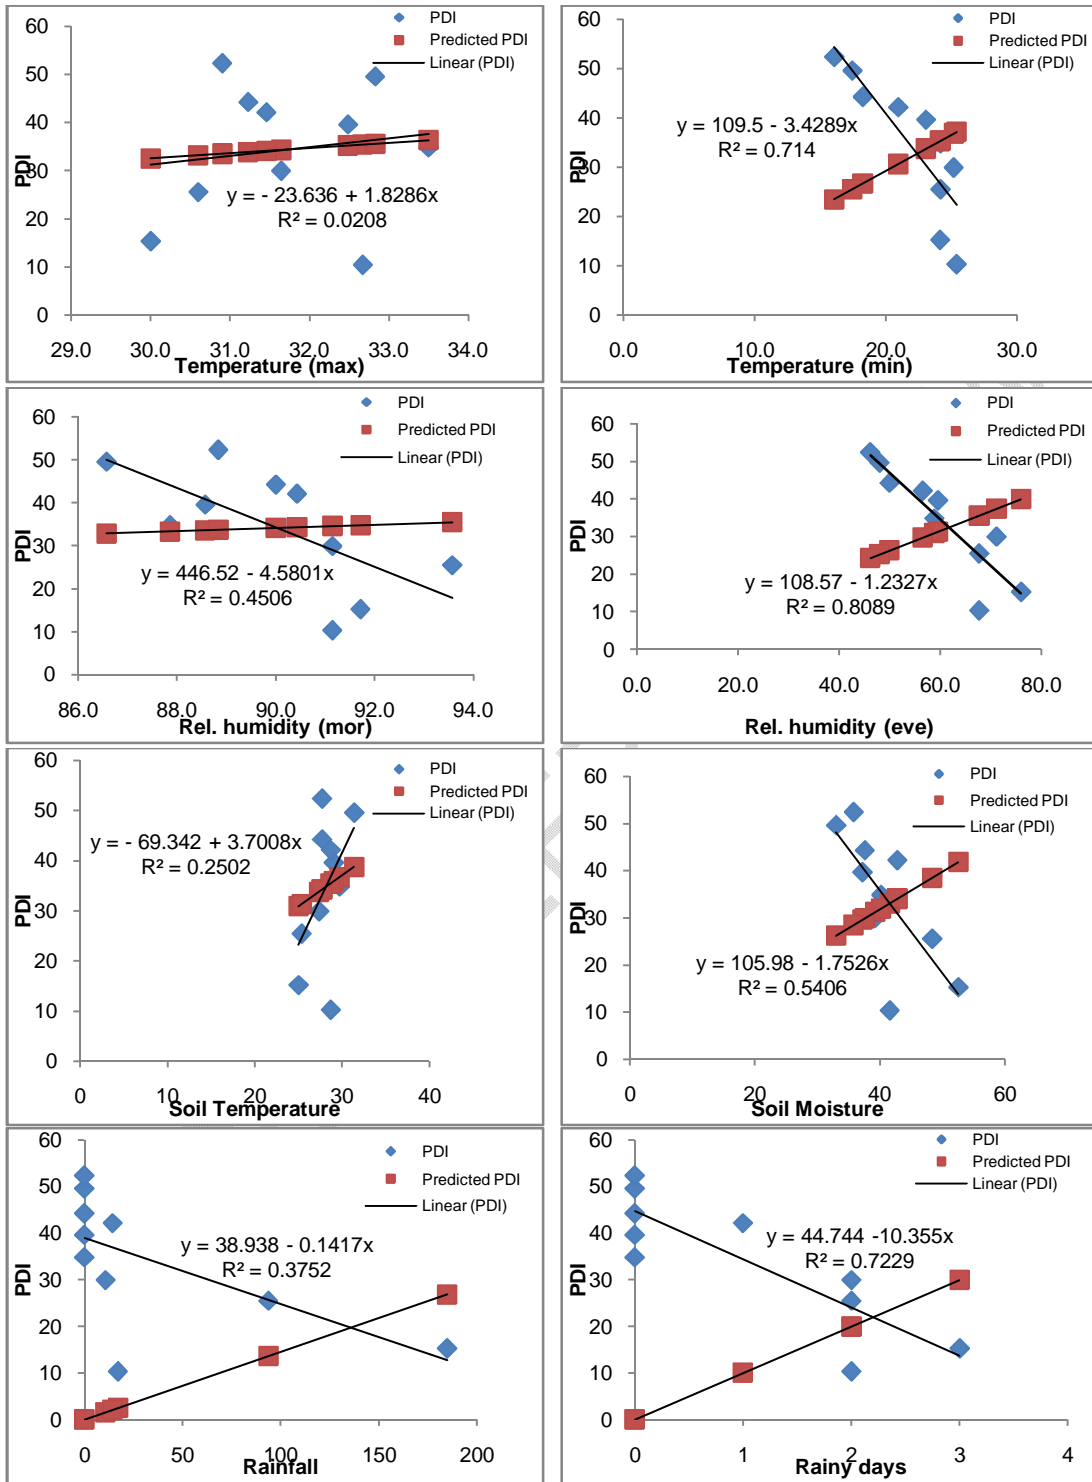 PDI
Predicted PDI
Linear (PDI)
60
50
40
30
20
10
0
PDI
y = - 23.636 + 1.8286x
R² = 0.0208
29.0 30.0 31.0 32.0 33.0 34.0
Temperature (max)
PDI
Predicted PDI
Linear (PDI)
60
50
40
30
20
10
0
PDI
y = 109.5 - 3.4289x
R² = 0.714
0.0 10.0 20.0 30.0
Temperature (min)
PDI
Predicted PDI
Linear (PDI)
60
50
40
30
20
10
0
PDI
y = 446.52 - 4.5801x
R² = 0.4506
86.0 88.0 90.0 92.0 94.0
Rel. humidity (mor)
PDI
Predicted PDI
Linear (PDI)
60
50
40
30
20
10
0
PDI
y = 108.57 - 1.2327x
R² = 0.8089
0.0 20.0 40.0 60.0 80.0
Rel. humidity (eve)
PDI
Predicted PDI
Linear (PDI)
60
50
40
30
20
10
0
PDI
y = - 69.342 + 3.7008x
R² = 0.2502
0 10 20 30 40
Soil Temperature
PDI
Predicted PDI
Linear (PDI)
60
50
40
30
20
10
0
PDI
y = 105.98 - 1.7526x
R² = 0.5406
0 20 40 60
Soil Moisture
PDI
Predicted PDI
Linear (PDI)
60
50
40
30
20
10
0
PDI
y = 38.938 - 0.1417x
R² = 0.3752
0 50 100 150 200
Rainfall
PDI
Predicted PDI
Linear (PDI)
60
50
40
30
20
10
0
PDI
y = 44.744 -10.355x
R² = 0.7229
0 1 2 3 4
Rainy days